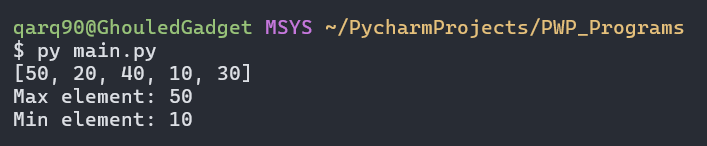 qarq90@GhouledGadget MSYS ~/PycharmProjects/PWP_Programs
$ py main.py
[50, 20, 40, 10, 30]
Max element: 50
Min element: 10